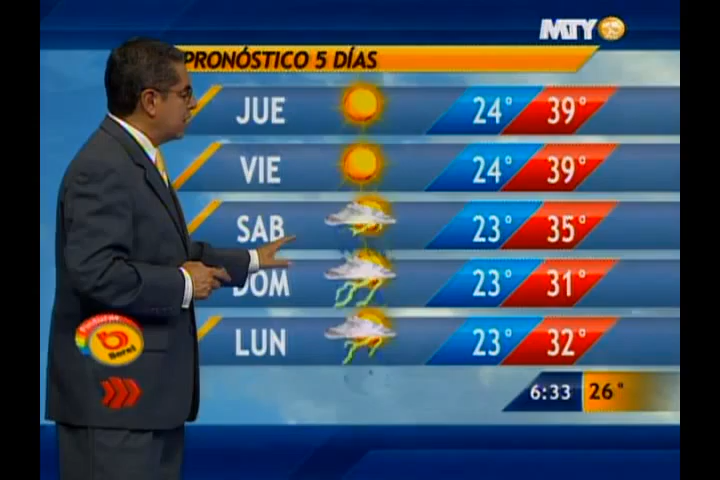 MTY
PRONÓSTICO 5 DÍAS
JUE 24° 39°
VIE 24° 39°
SAB 23° 35°
DOM 23° 31°
LUN 23° 32°
Berel
6:33 26°